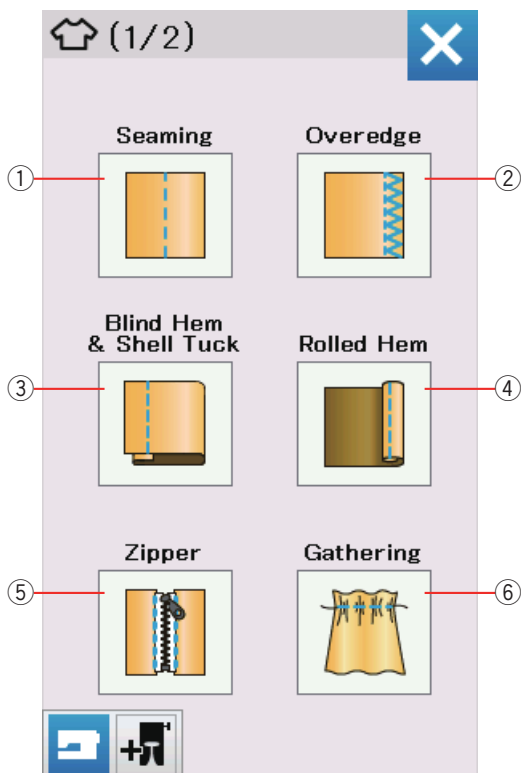 (1/2)
Seaming
Overedge
① ②
Blind Hem
& Shell Tuck
Rolled Hem
③ ④
Zipper
Gathering
⑤ ⑥